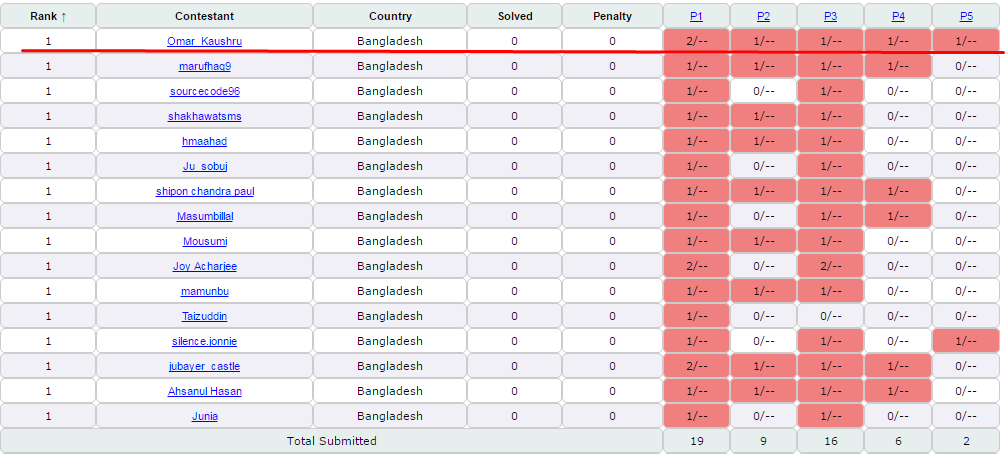 Rank ↑ Contestant Country Solved Penalty P1 P2 P3 P4 P5
1 Omar_Kaushru Bangladesh 0 0 2/-- 1/-- 1/-- 1/-- 1/--
1 marufhaq9 Bangladesh 0 0 1/-- 1/-- 1/-- 1/-- 0/--
1 sourcecode96 Bangladesh 0 0 1/-- 0/-- 1/-- 0/-- 0/--
1 shakhawatsms Bangladesh 0 0 1/-- 1/-- 1/-- 0/-- 0/--
1 hmaahad Bangladesh 0 0 1/-- 1/-- 1/-- 0/-- 0/--
1 Ju_sobuj Bangladesh 0 0 1/-- 0/-- 1/-- 0/-- 0/--
1 shipon chandra paul Bangladesh 0 0 1/-- 1/-- 1/-- 1/-- 0/--
1 Masumbillal Bangladesh 0 0 1/-- 0/-- 1/-- 1/-- 0/--
1 Mousumi Bangladesh 0 0 1/-- 1/-- 1/-- 0/-- 0/--
1 Joy Acharjee Bangladesh 0 0 2/-- 0/-- 2/-- 0/-- 0/--
1 mamunbu Bangladesh 0 0 1/-- 1/-- 1/-- 0/-- 0/--
1 Taizuddin Bangladesh 0 0 1/-- 0/-- 0/-- 0/-- 0/--
1 silence.jonnie Bangladesh 0 0 1/-- 0/-- 1/-- 0/-- 1/--
1 jubayer_castle Bangladesh 0 0 2/-- 1/-- 1/-- 1/-- 0/--
1 Ahsanul Hasan Bangladesh 0 0 1/-- 1/-- 1/-- 1/-- 0/--
1 Junia Bangladesh 0 0 1/-- 0/-- 1/-- 0/-- 0/--
Total Submitted 19 9 16 6 2